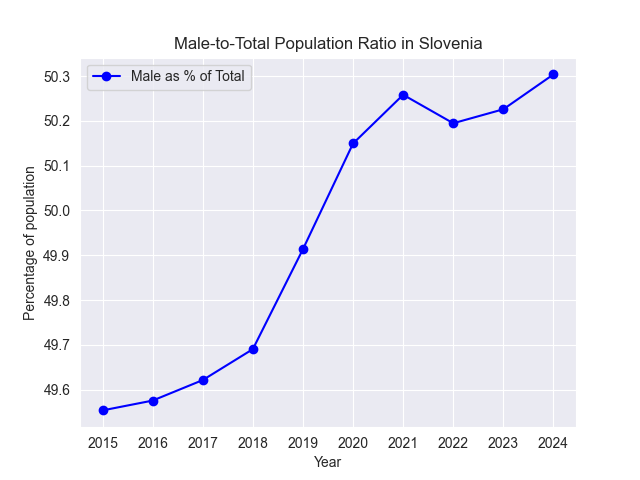 Male-to-Total Population Ratio in Slovenia
Male as % of Total
Percentage of population
50.3
50.2
50.1
50.0
49.9
49.8
49.7
49.6
2015 2016 2017 2018 2019 2020 2021 2022 2023 2024
Year